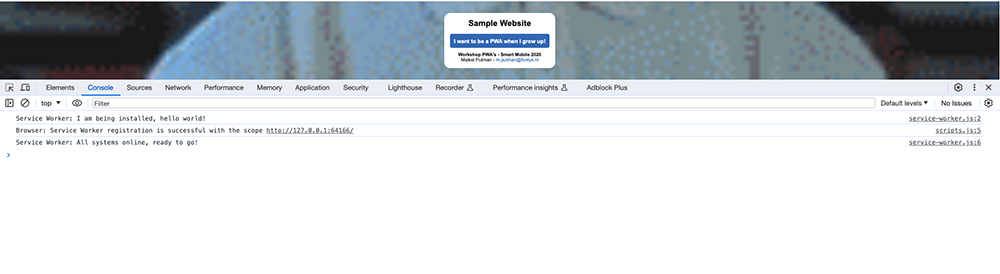 Sample Website
I want to be a PWA when I grow up!
Workshop PWA's - Smart Mobile 2020
Maikel Putman - m.putman@fontys.nl
Elements Console Sources Network Performance Memory Application Security Lighthouse Recorder Performance insights Adblock Plus
top Filter Default levels No Issues
Service Worker: I am being installed, hello world! service-worker.js:2
Browser: Service Worker registration is successful with the scope http://127.0.0.1:64166/ scripts.js:5
Service Worker: All systems online, ready to go! service-worker.js:6